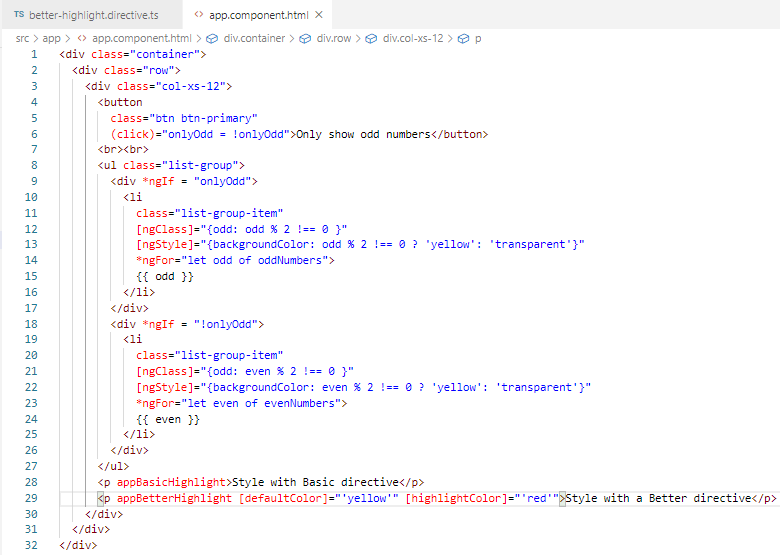 TS better-highlight.directive.ts <> app.component.html ×
src > app > <> app.component.html > div.container > div.row > div.col-xs-12 > p
1 <div class="container">
2 <div class="row">
3 <div class="col-xs-12">
4 <button
5 class="btn btn-primary"
6 (click)="onlyOdd = !onlyOdd">Only show odd numbers</button>
7 <br><br>
8 <ul class="list-group">
9 <div *ngIf = "onlyOdd">
10 <li
11 class="list-group-item"
12 [ngClass]="{odd: odd % 2 !== 0 }"
13 [ngStyle]="{backgroundColor: odd % 2 !== 0 ? 'yellow': 'transparent'}"
14 *ngFor="let odd of oddNumbers">
15 {{ odd }}
16 </li>
17 </div>
18 <div *ngIf = "!onlyOdd">
19 <li
20 class="list-group-item"
21 [ngClass]="{odd: even % 2 !== 0 }"
22 [ngStyle]="{backgroundColor: even % 2 !== 0 ? 'yellow': 'transparent'}"
23 *ngFor="let even of evenNumbers">
24 {{ even }}
25 </li>
26 </div>
27 </ul>
28 <p appBasicHighlight>Style with Basic directive</p>
29 <p appBetterHighlight [defaultColor]="'yellow'" [highlightColor]="'red'">Style with a Better directive</p>
30 </div>
31 </div>
32 </div>